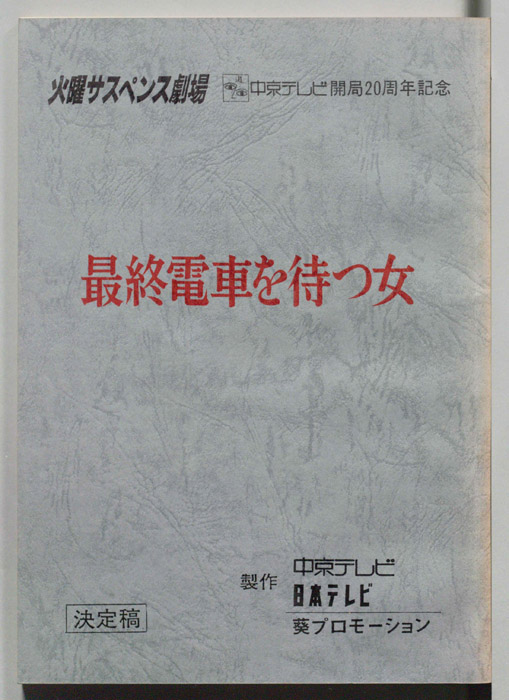 火曜サスペンス劇場 中京テレビ開局20周年記念
最終電車を待つ女
製作
中京テレビ
日本テレビ
葵プロモーション
決定稿